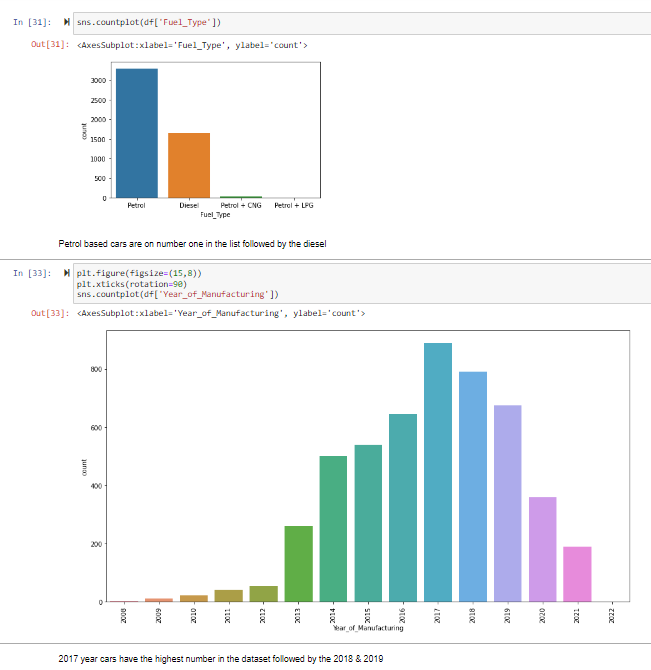 In [31]: sns.countplot(df['Fuel_Type'])
Out[31]: <AxesSubplot:xlabel='Fuel_Type', ylabel='count'>
3000
2500
2000
1500
1000
500
0
count
Petrol Diesel Petrol + CNG Petrol + LPG
Fuel_Type
Petrol based cars are on number one in the list followed by the diesel
In [33]: plt.figure(figsize=(15,8))
plt.xticks(rotation=90)
sns.countplot(df['Year_of_Manufacturing'])
Out[33]: <AxesSubplot:xlabel='Year_of_Manufacturing', ylabel='count'>
800
600
400
200
0
count
2008 2009 2010 2011 2012 2013 2014 2015 2016 2017 2018 2019 2020 2021 2022
Year_of_Manufacturing
2017 year cars have the highest number in the dataset followed by the 2018 & 2019